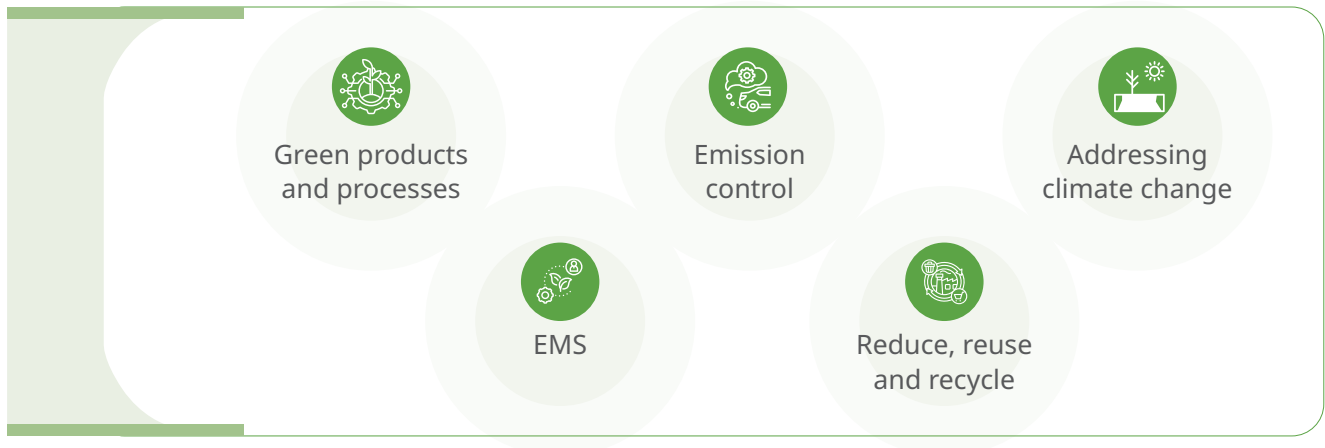 Green products
and processes
Emission
control
Addressing
climate change
EMS
Reduce, reuse
and recycle